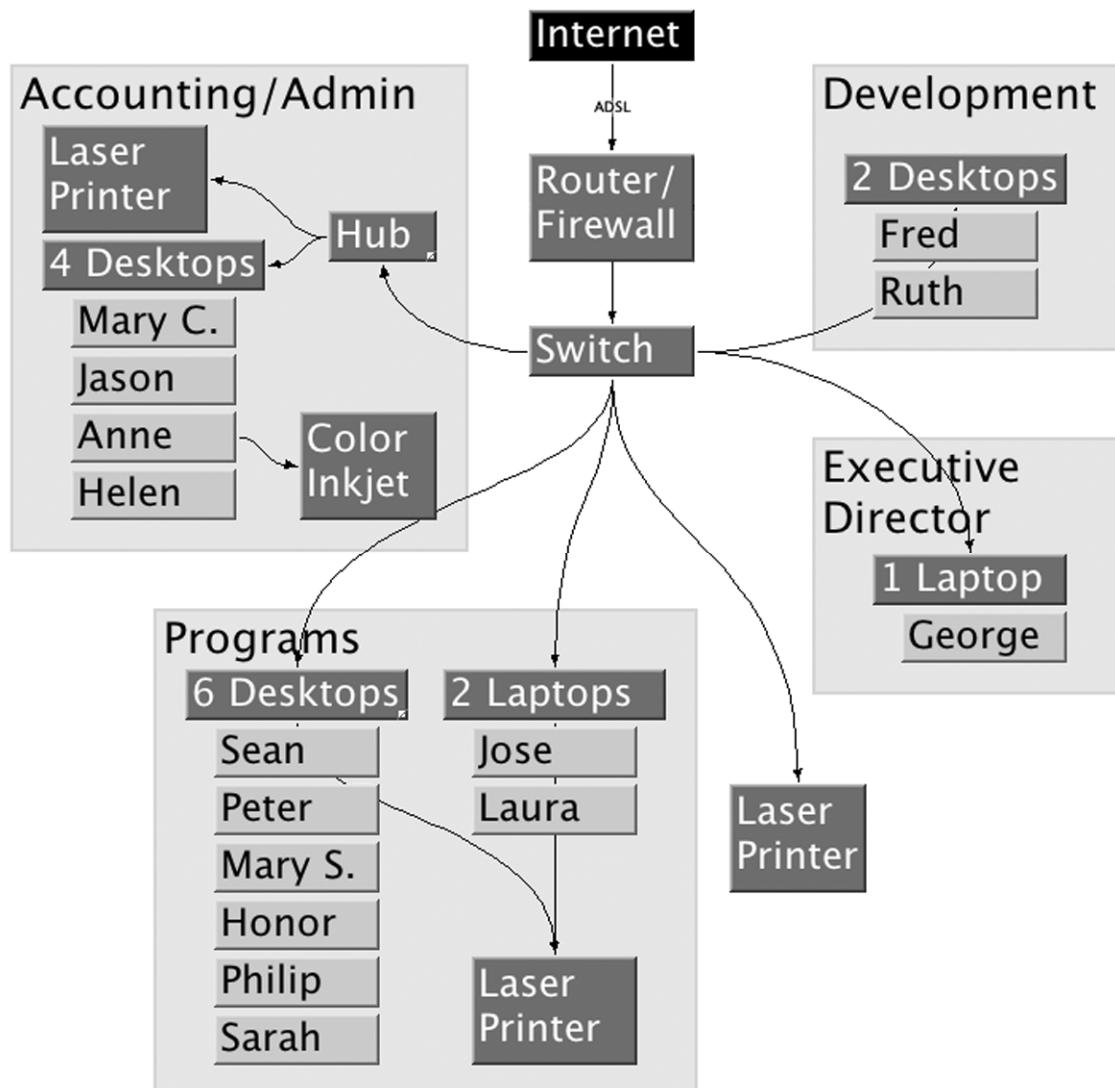 Internet
ADSL
Router/
Firewall
Switch
Accounting/Admin
Laser
Printer
Hub
4 Desktops
Mary C.
Jason
Anne
Helen
Color
Inkjet
Development
2 Desktops
Fred
Ruth
Executive
Director
1 Laptop
George
Programs
6 Desktops
Sean
Peter
Mary S.
Honor
Philip
Sarah
2 Laptops
Jose
Laura
Laser
Printer
Laser
Printer